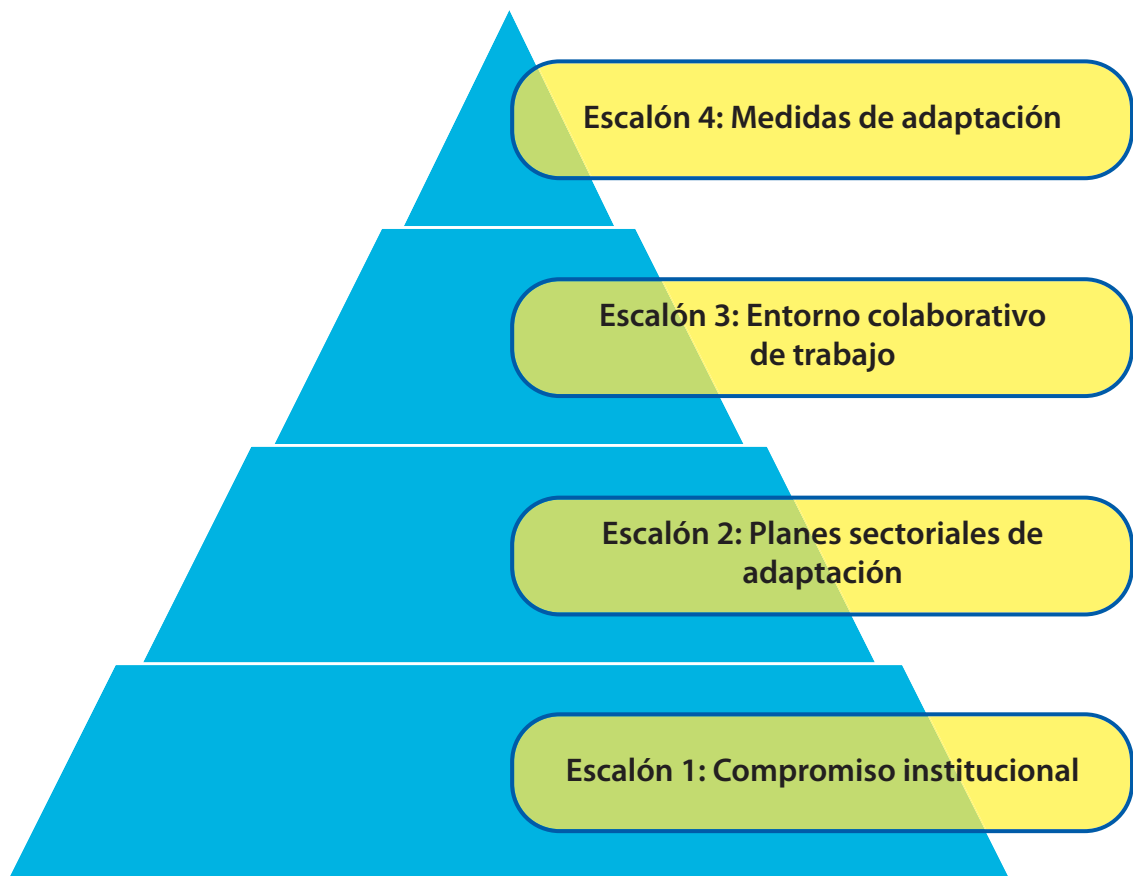 Escalón 4: Medidas de adaptación
Escalón 3: Entorno colaborativo
de trabajo
Escalón 2: Planes sectoriales de
adaptación
Escalón 1: Compromiso institucional